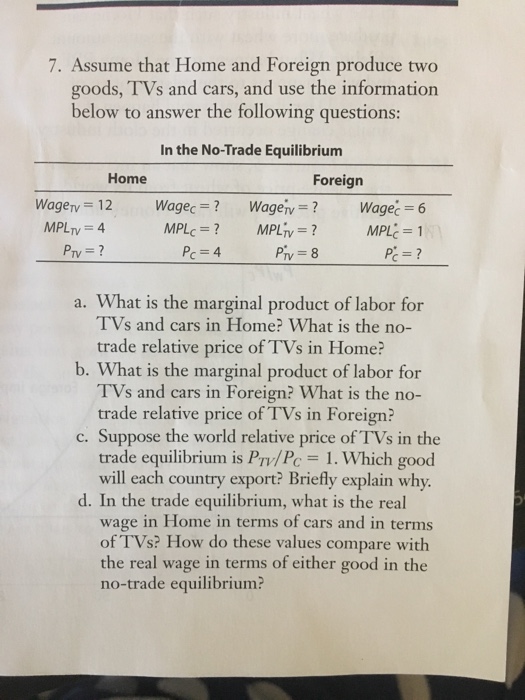 7. Assume that Home and Foreign produce two
goods, TVs and cars, and use the information
below to answer the following questions:
In the No-Trade Equilibrium
Home Foreign
Wage_TV = 12 Wage_C = ? Wage*_TV = ? Wage*_C = 6
MPL_TV = 4 MPL_C = ? MPL*_TV = ? MPL*_C = 1
P_TV = ? P_C = 4 P*_TV = 8 P*_C = ?
a. What is the marginal product of labor for
TVs and cars in Home? What is the no-
trade relative price of TVs in Home?
b. What is the marginal product of labor for
TVs and cars in Foreign? What is the no-
trade relative price of TVs in Foreign?
c. Suppose the world relative price of TVs in the
trade equilibrium is P_TV/P_C = 1. Which good
will each country export? Briefly explain why.
d. In the trade equilibrium, what is the real
wage in Home in terms of cars and in terms
of TVs? How do these values compare with
the real wage in terms of either good in the
no-trade equilibrium?